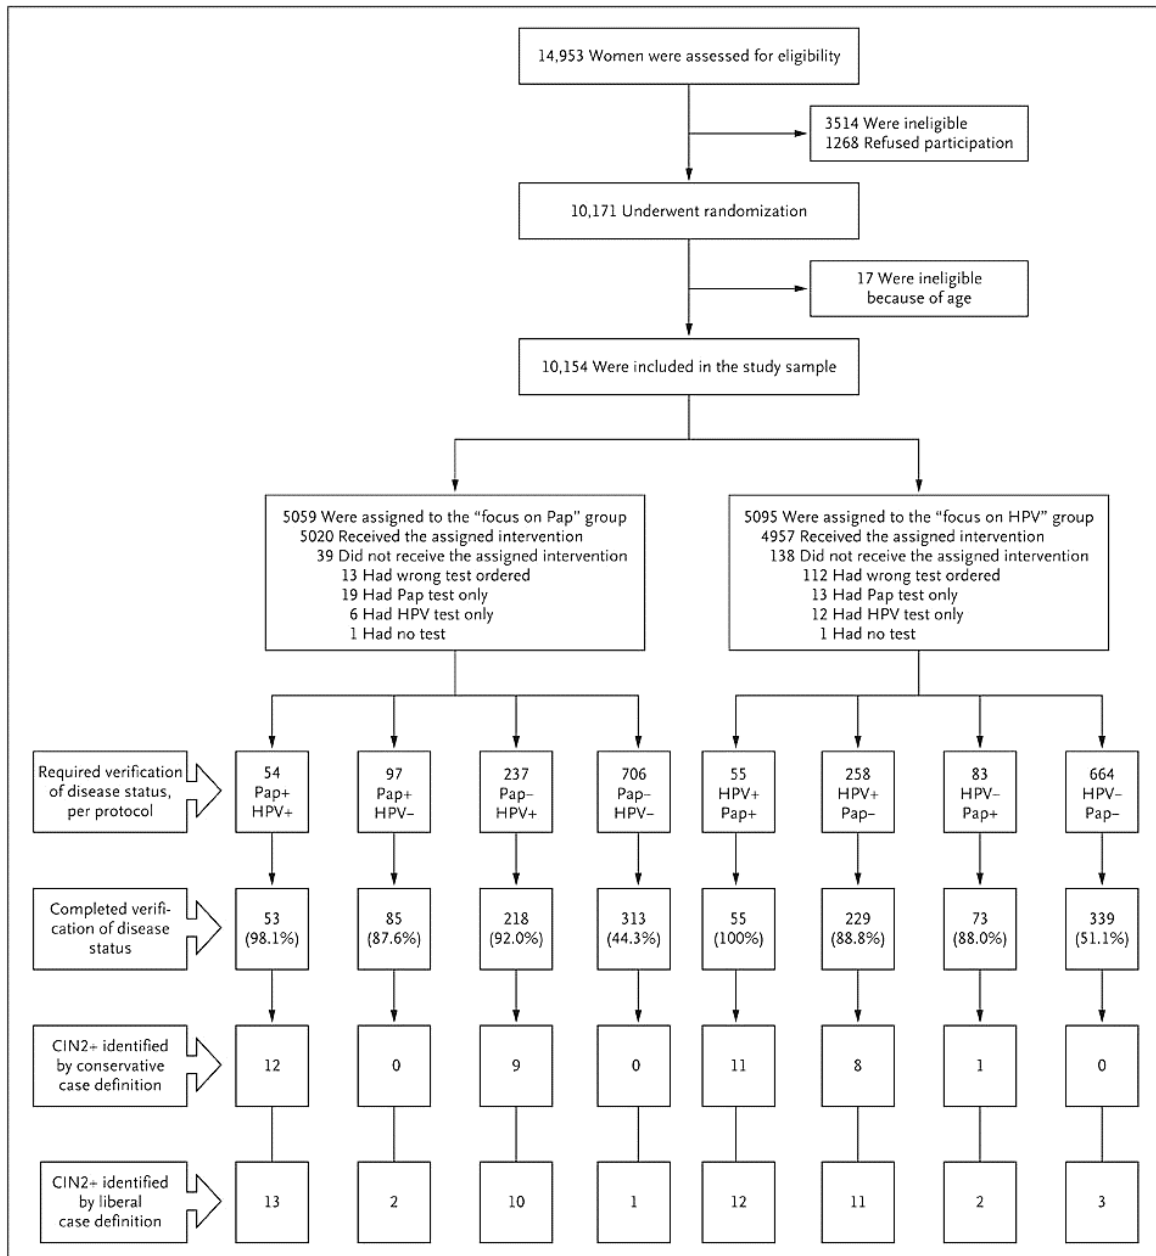 14,953 Women were assessed for eligibility
3514 Were ineligible
1268 Refused participation
10,171 Underwent randomization
17 Were ineligible
because of age
10,154 Were included in the study sample
5059 Were assigned to the “focus on Pap” group
5020 Received the assigned intervention
39 Did not receive the assigned intervention
13 Had wrong test ordered
19 Had Pap test only
6 Had HPV test only
1 Had no test
5095 Were assigned to the “focus on HPV” group
4957 Received the assigned intervention
138 Did not receive the assigned intervention
112 Had wrong test ordered
13 Had Pap test only
12 Had HPV test only
1 Had no test
Required verification
of disease status,
per protocol
54
Pap+
HPV+
97
Pap+
HPV−
237
Pap−
HPV+
706
Pap−
HPV−
55
HPV+
Pap+
258
HPV+
Pap−
83
HPV−
Pap+
664
HPV−
Pap−
Completed verifi-
cation of disease
status
53
(98.1%)
85
(87.6%)
218
(92.0%)
313
(44.3%)
55
(100%)
229
(88.8%)
73
(88.0%)
339
(51.1%)
CIN2+ identified
by conservative
case definition
12
0
9
0
11
8
1
0
CIN2+ identified
by liberal
case definition
13
2
10
1
12
11
2
3